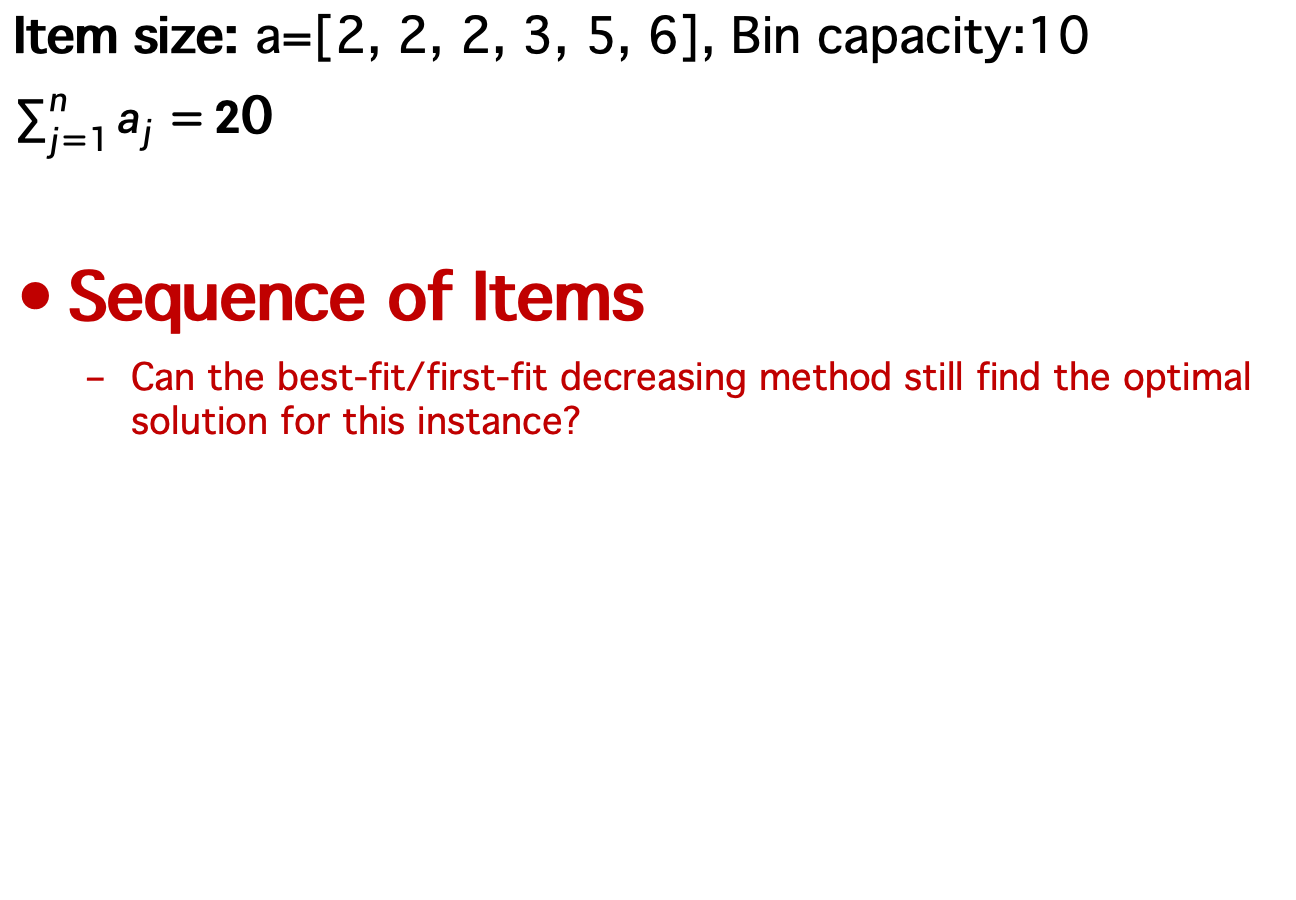 Item size: a=[2, 2, 2, 3, 5, 6], Bin capacity:10
∑ⁿⱼ₌₁ aⱼ = 20
• Sequence of Items
– Can the best-fit/first-fit decreasing method still find the optimal
solution for this instance?